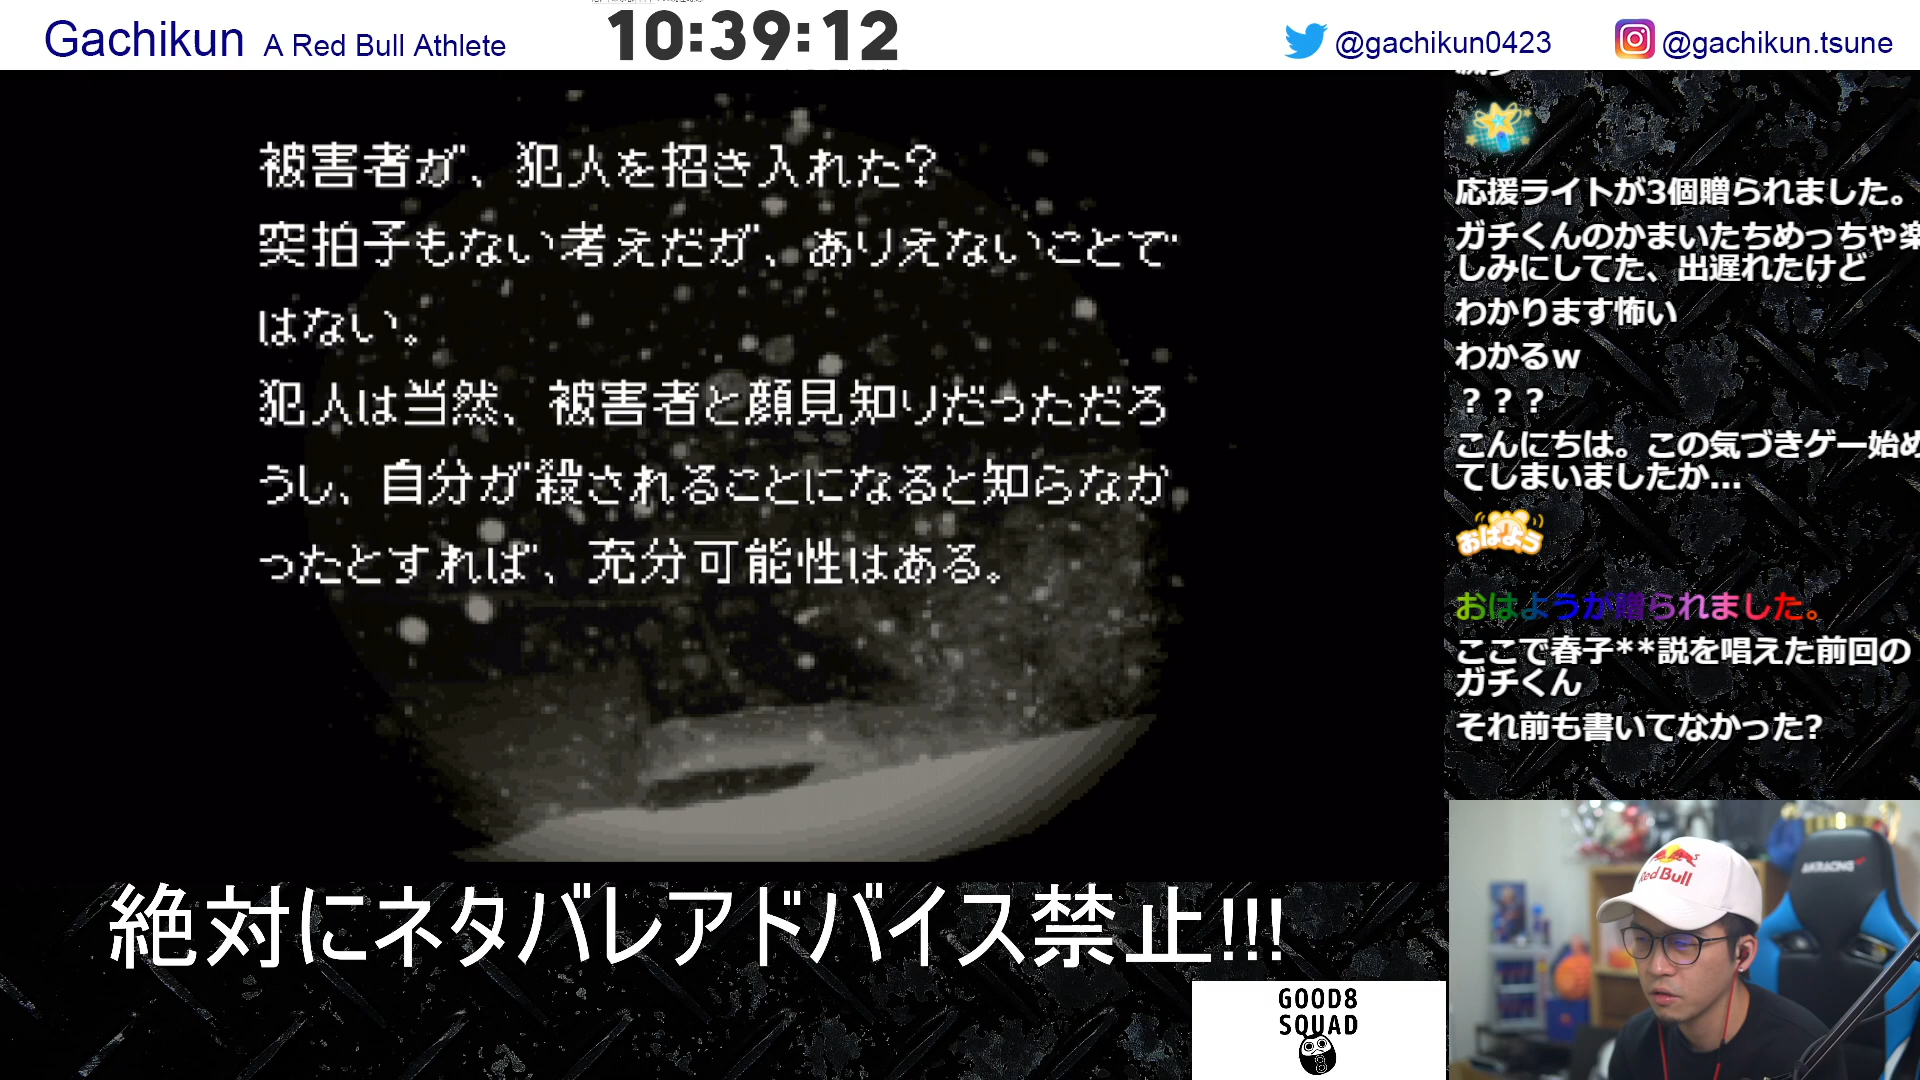 Gachikun A Red Bull Athlete
10:39:12
@gachikun0423
@gachikun.tsune
被害者が、犯人を招き入れた?
突拍子もない考えだが、ありえないことで
はない。
犯人は当然、被害者と顔見知りだっただろ
うし、自分が殺されることになると知らなか
ったとすれば、充分可能性はある。
応援ライトが3個贈られました。
ガチくんのかまいたちめっちゃ楽
しみにしてた、出遅れたけど
わかります怖い
わかるw
？？？
こんにちは。この気づきゲー始め
てしまいましたか...
おはよう
おはようが贈られました。
ここで春子**説を唱えた前回の
ガチくん
それ前も書いてなかった?
絶対にネタバレアドバイス禁止!!!
GOOD8
SQUAD
Red Bull
AKRACING